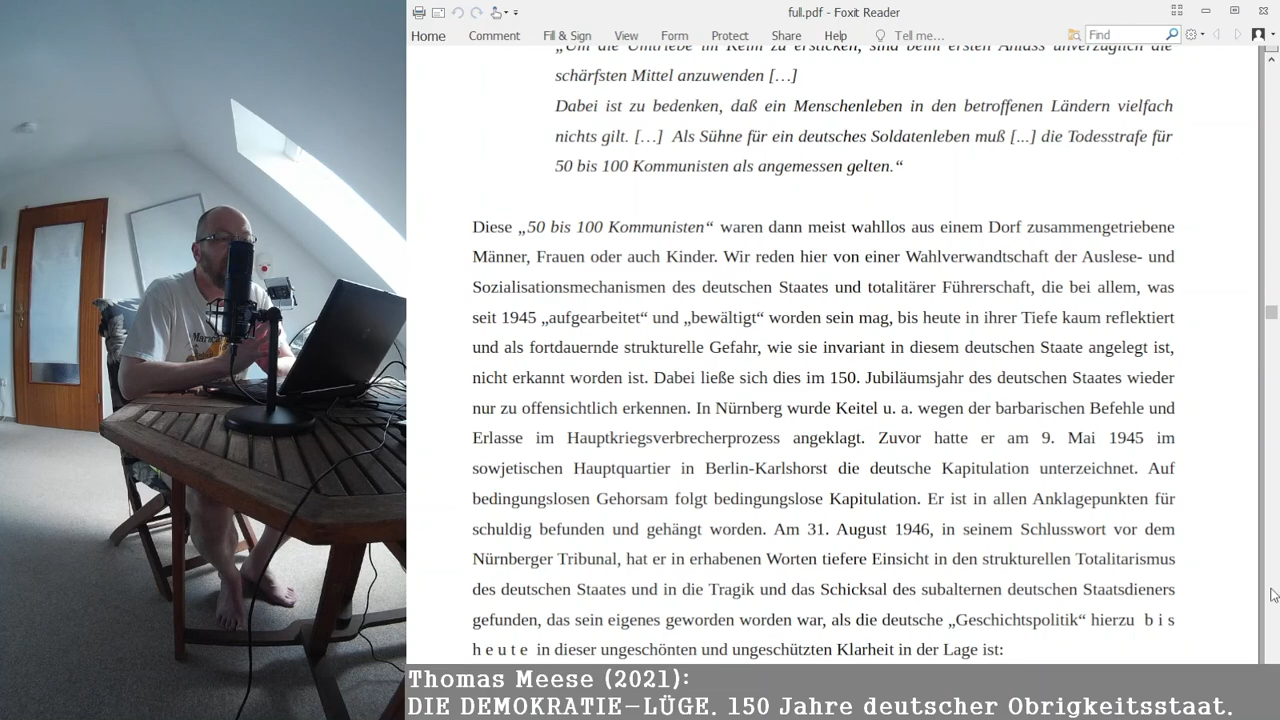 full.pdf - Foxit Reader
Home Comment Fill & Sign View Form Protect Share Help Tell me… Find
„Um die Umtriebe im Keim zu ersticken, sind beim ersten Anlass unverzüglich die
schärfsten Mittel anzuwenden […]
Dabei ist zu bedenken, daß ein Menschenleben in den betroffenen Ländern vielfach
nichts gilt. […] Als Sühne für ein deutsches Soldatenleben muß [...] die Todesstrafe für
50 bis 100 Kommunisten als angemessen gelten.“
Diese „50 bis 100 Kommunisten“ waren dann meist wahllos aus einem Dorf zusammengetriebene
Männer, Frauen oder auch Kinder. Wir reden hier von einer Wahlverwandtschaft der Auslese- und
Sozialisationsmechanismen des deutschen Staates und totalitärer Führerschaft, die bei allem, was
seit 1945 „aufgearbeitet“ und „bewältigt“ worden sein mag, bis heute in ihrer Tiefe kaum reflektiert
und als fortdauernde strukturelle Gefahr, wie sie invariant in diesem deutschen Staate angelegt ist,
nicht erkannt worden ist. Dabei ließe sich dies im 150. Jubiläumsjahr des deutschen Staates wieder
nur zu offensichtlich erkennen. In Nürnberg wurde Keitel u. a. wegen der barbarischen Befehle und
Erlasse im Hauptkriegsverbrecherprozess angeklagt. Zuvor hatte er am 9. Mai 1945 im
sowjetischen Hauptquartier in Berlin-Karlshorst die deutsche Kapitulation unterzeichnet. Auf
bedingungslosen Gehorsam folgt bedingungslose Kapitulation. Er ist in allen Anklagepunkten für
schuldig befunden und gehängt worden. Am 31. August 1946, in seinem Schlusswort vor dem
Nürnberger Tribunal, hat er in erhabenen Worten tiefere Einsicht in den strukturellen Totalitarismus
des deutschen Staates und in die Tragik und das Schicksal des subalternen deutschen Staatsdieners
gefunden, das sein eigenes geworden worden war, als die deutsche „Geschichtspolitik“ hierzu b i s
h e u t e in dieser ungeschönten und ungeschützten Klarheit in der Lage ist:
Thomas Meese (2021):
DIE DEMOKRATIE-LÜGE. 150 Jahre deutscher Obrigkeitsstaat.